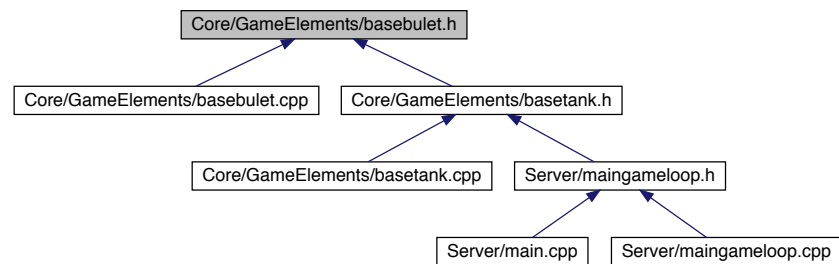 Core/GameElements/basebulet.h
Core/GameElements/basebulet.cpp
Core/GameElements/basetank.h
Core/GameElements/basetank.cpp
Server/maingameloop.h
Server/main.cpp
Server/maingameloop.cpp